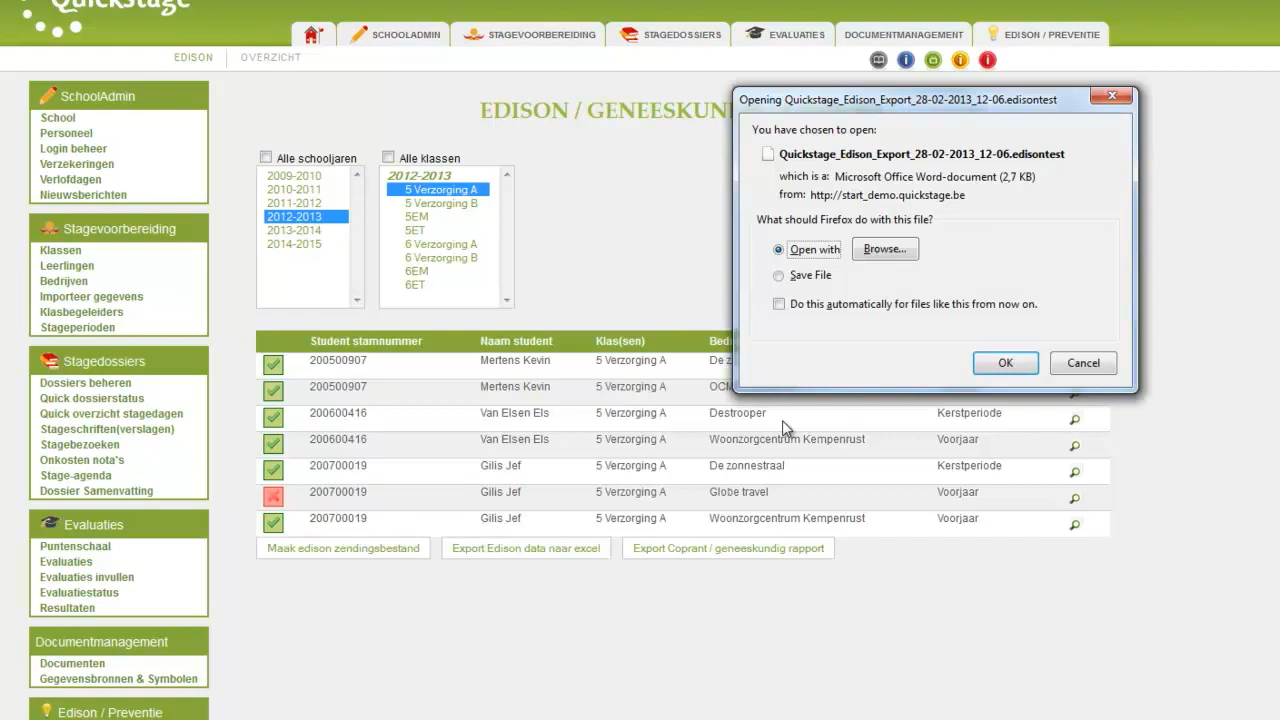 Quickstage
SCHOOLADMIN
STAGEVOORBEREIDING
STAGEDOSSIERS
EVALUATIES
DOCUMENTMANAGEMENT
EDISON / PREVENTIE
EDISON
OVERZICHT
SchoolAdmin
School
Personeel
Login beheer
Verzekeringen
Verlofdagen
Nieuwsberichten
Stagevoorbereiding
Klassen
Leerlingen
Bedrijven
Importeer gegevens
Klasbegeleiders
Stageperioden
Stagedossiers
Dossiers beheren
Quick dossierstatus
Quick overzicht stagedagen
Stageschriften(verslagen)
Stagebezoeken
Onkosten nota's
Stage-agenda
Dossier Samenvatting
Evaluaties
Puntenschaal
Evaluaties
Evaluaties invullen
Evaluatiestatus
Resultaten
Documentmanagement
Documenten
Gegevensbronnen & Symbolen
Edison / Preventie
EDISON / GENEESKUN
Alle schooljaren
2009-2010
2010-2011
2011-2012
2012-2013
2013-2014
2014-2015
Alle klassen
2012-2013
5 Verzorging A
5 Verzorging B
5EM
5ET
6 Verzorging A
6 Verzorging B
6EM
6ET
Opening Quickstage_Edison_Export_28-02-2013_12-06.edisontest
You have chosen to open:
Quickstage_Edison_Export_28-02-2013_12-06.edisontest
which is a: Microsoft Office Word-document (2,7 KB)
from: http://start_demo.quickstage.be
What should Firefox do with this file?
Open with
Browse...
Save File
Do this automatically for files like this from now on.
OK
Cancel
Student stamnummer Naam student Klas(sen) Bed
200500907 Mertens Kevin 5 Verzorging A De z
200500907 Mertens Kevin 5 Verzorging A OCM
200600416 Van Elsen Els 5 Verzorging A Destrooper Kerstperiode
200600416 Van Elsen Els 5 Verzorging A Woonzorgcentrum Kempenrust Voorjaar
200700019 Gilis Jef 5 Verzorging A De zonnestraal Kerstperiode
200700019 Gilis Jef 5 Verzorging A Globe travel Voorjaar
200700019 Gilis Jef 5 Verzorging A Woonzorgcentrum Kempenrust Voorjaar
Maak edison zendingsbestand
Export Edison data naar excel
Export Coprant / geneeskundig rapport